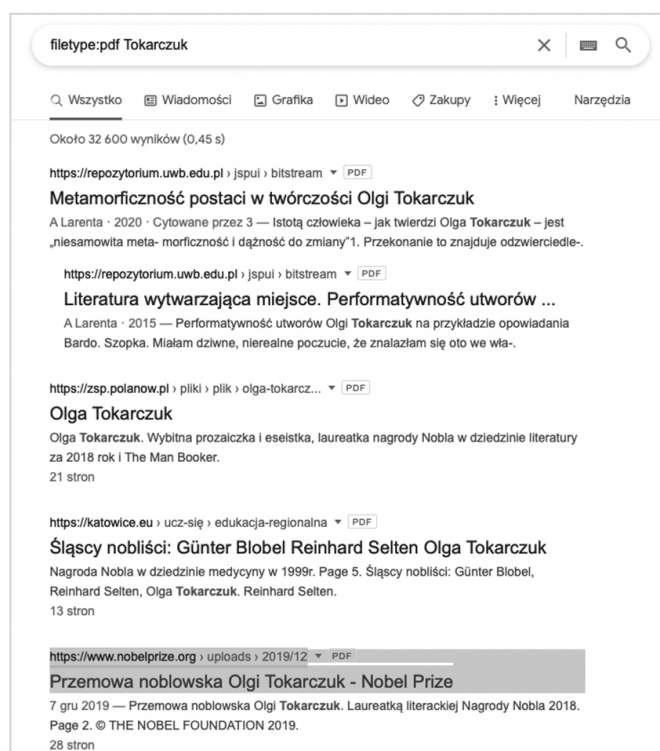 filetype:pdf Tokarczuk
Wszystko Wiadomości Grafika Wideo Zakupy Więcej Narzędzia
Około 32 600 wyników (0,45 s)
https://repozytorium.uwb.edu.pl › jspui › bitstream PDF
Metamorficzność postaci w twórczości Olgi Tokarczuk
A Larenta · 2020 · Cytowane przez 3 — Istotą człowieka – jak twierdzi Olga Tokarczuk – jest
„niesamowita meta- morficzność i dążność do zmiany"1. Przekonanie to znajduje odzwierciedle-.
https://repozytorium.uwb.edu.pl › jspui › bitstream PDF
Literatura wytwarzająca miejsce. Performatywność utworów ...
A Larenta · 2015 — Performatywność utworów Olgi Tokarczuk na przykładzie opowiadania
Bardo. Szopka. Miałam dziwne, nierealne poczucie, że znalazłam się oto we wła-.
https://zsp.polanow.pl › pliki › plik › olga-tokarcz... PDF
Olga Tokarczuk
Olga Tokarczuk. Wybitna prozaiczka i eseistka, laureatka nagrody Nobla w dziedzinie literatury
za 2018 rok i The Man Booker.
21 stron
https://katowice.eu › ucz-się › edukacja-regionalna PDF
Śląscy nobliści: Günter Blobel Reinhard Selten Olga Tokarczuk
Nagroda Nobla w dziedzinie medycyny w 1999r. Page 5. Śląscy nobliści: Günter Blobel,
Reinhard Selten, Olga Tokarczuk. Reinhard Selten.
13 stron
https://www.nobelprize.org › uploads › 2019/12 PDF
Przemowa noblowska Olgi Tokarczuk - Nobel Prize
7 gru 2019 — Przemowa noblowska Olgi Tokarczuk. Laureatką literackiej Nagrody Nobla 2018.
Page 2. © THE NOBEL FOUNDATION 2019.
28 stron